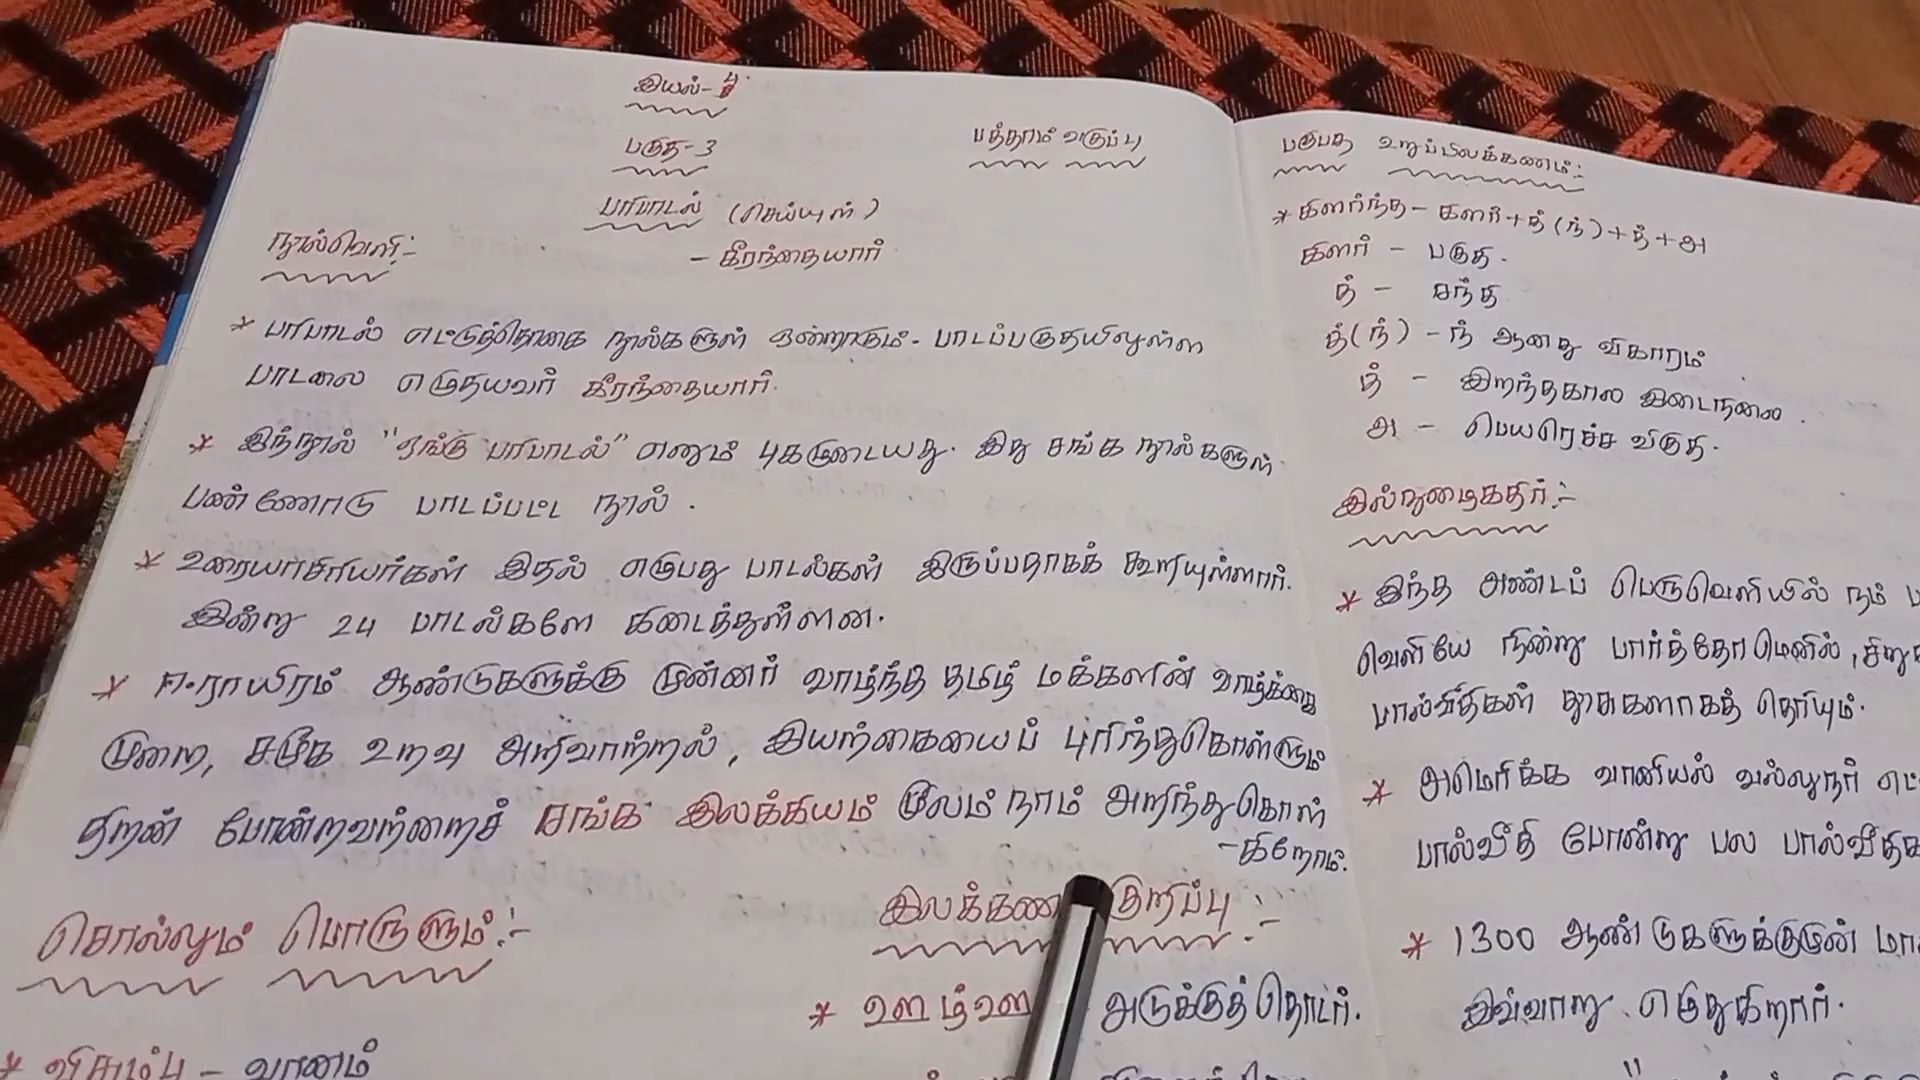 இயல்-4
பகுதி-3
பத்தாம் வகுப்பு
பரிபாடல் (செய்யுள்)
- கீரந்தையார்
நூல்வெளி:-
* பரிபாடல் எட்டுத்தொகை நூல்களுள் ஒன்றாகும். பாடப்பகுதியிலுள்ள
பாடலை எழுதியவர் கீரந்தையார்.
* இந்நூல் "ஓங்கு பரிபாடல்" எனும் புகழுடையது. இது சங்க நூல்களுள்
பண்ணோடு பாடப்பட்ட நூல்.
* உரையாசிரியர்கள் இதில் எழுபது பாடல்கள் இருப்பதாகக் கூறியுள்ளார்.
இன்று 24 பாடல்களே கிடைத்துள்ளன.
* ஈராயிரம் ஆண்டுகளுக்கு முன்னர் வாழ்ந்த தமிழ் மக்களின் வாழ்க்கை
முறை, சமூக உறவு அறிவாற்றல், இயற்கையைப் புரிந்துகொள்ளும்
திறன் போன்றவற்றைச் சங்க இலக்கியம் மூலம் நாம் அறிந்துகொள்
-கிறோம்.
சொல்லும் பொருளும்:-
* விசும்பு - வானம்
இலக்கண குறிப்பு:-
* ஊழ்ஊ அடுக்குத்தொடர்.
பகுபத உறுப்பிலக்கணம்:-
* கிளர்ந்த - கிளர்+த்(ந்)+த்+அ
கிளர் - பகுதி.
த் - சந்தி
த்(ந்) - ந் ஆனது விகாரம்
த் - இறந்தகால இடைநிலை.
அ - பெயரெச்ச விகுதி.
* இந்த அண்டப் பெருவெளியில் நம்
வெளியே நின்று பார்த்தோமெனில்,
பால்வீதிகள் தூசுகளாகத் தெரியும்.
* அமெரிக்க வானியல் வல்லுநர்
பால்வீதி போன்று பல
* 1300 ஆண்டுகளுக்குமுன்
இவ்வாறு எழுதுகிறார்.